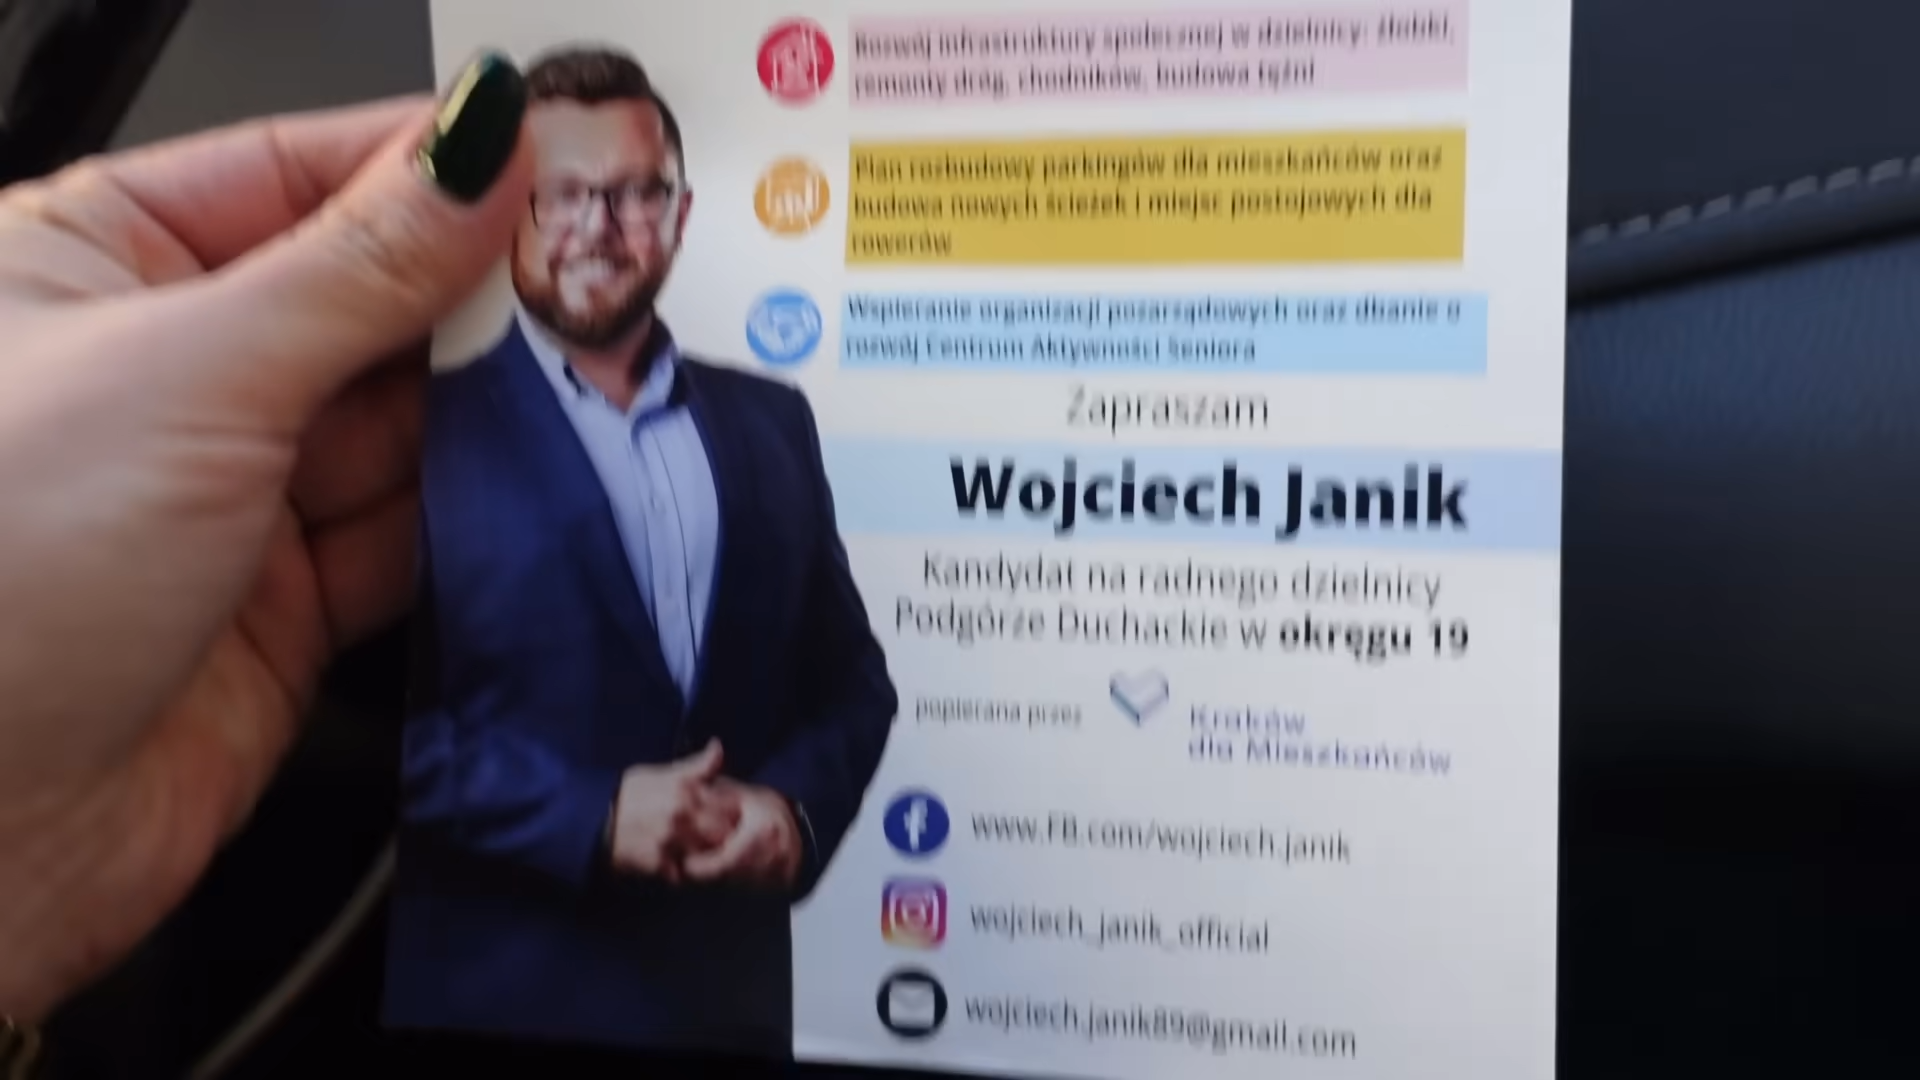 Rozwój infrastruktury społecznej w dzielnicy: żłobki,
remonty dróg, chodników, budowa tężni
Plan rozbudowy parkingów dla mieszkańców oraz
budowa nowych ścieżek i miejsc postojowych dla
rowerów
Wspieranie organizacji pozarządowych oraz dbanie o
rozwój Centrum Aktywności Seniora
Zapraszam
Wojciech Janik
Kandydat na radnego dzielnicy
Podgórze Duchackie w okręgu 19
popierana przez
Kraków
dla Mieszkańców
www.FB.com/wojciech.janik
wojciech_janik_official
wojciech.janik89@gmail.com